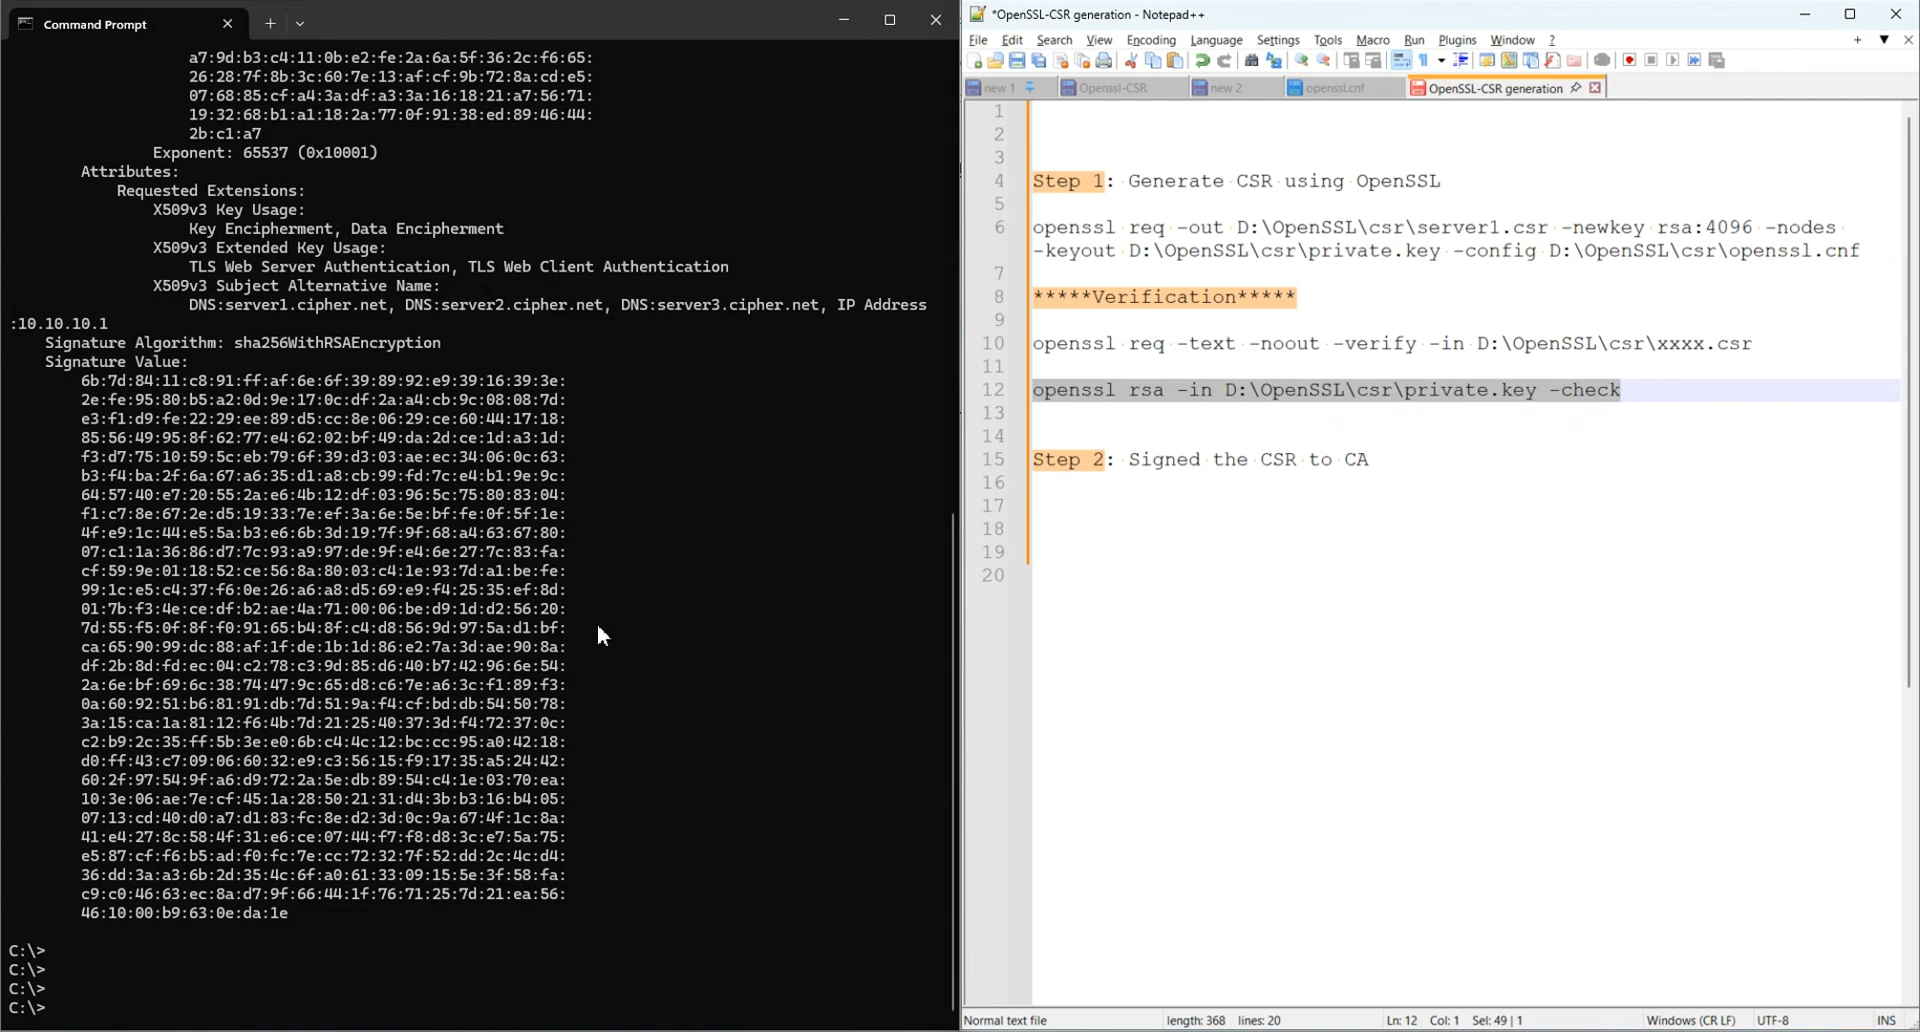 Command Prompt
a7:9d:b3:c4:11:0b:e2:fe:2a:6a:5f:36:2c:f6:65:
26:28:7f:8b:3c:60:7e:13:af:cf:9b:72:8a:cd:e5:
07:68:85:cf:a4:3a:df:a3:3a:16:18:21:a7:56:71:
19:32:68:b1:a1:18:2a:77:0f:91:38:ed:89:46:44:
2b:c1:a7
Exponent: 65537 (0x10001)
Attributes:
Requested Extensions:
X509v3 Key Usage:
Key Encipherment, Data Encipherment
X509v3 Extended Key Usage:
TLS Web Server Authentication, TLS Web Client Authentication
X509v3 Subject Alternative Name:
DNS:server1.cipher.net, DNS:server2.cipher.net, DNS:server3.cipher.net, IP Address
:10.10.10.1
Signature Algorithm: sha256WithRSAEncryption
Signature Value:
6b:7d:84:11:c8:91:ff:af:6e:6f:39:89:92:e9:39:16:39:3e:
2e:fe:95:80:b5:a2:0d:9e:17:0c:df:2a:a4:cb:9c:08:08:7d:
e3:f1:d9:fe:22:29:ee:89:d5:cc:8e:06:29:ce:60:44:17:18:
85:56:49:95:8f:62:77:e4:62:02:bf:49:da:2d:ce:1d:a3:1d:
f3:d7:75:10:59:5c:eb:79:6f:39:d3:03:ae:ec:34:06:0c:63:
b3:f4:ba:2f:6a:67:a6:35:d1:a8:cb:99:fd:7c:e4:b1:9e:9c:
64:57:40:e7:20:55:2a:e6:4b:12:df:03:96:5c:75:80:83:04:
f1:c7:8e:67:2e:d5:19:33:7e:ef:3a:6e:5e:bf:fe:0f:5f:1e:
4f:e9:1c:44:e5:5a:b3:e6:6b:3d:19:7f:9f:68:a4:63:67:80:
07:c1:1a:36:86:d7:7c:93:a9:97:de:9f:e4:6e:27:7c:83:fa:
cf:59:9e:01:18:52:ce:56:8a:80:03:c4:1e:93:7d:a1:be:fe:
99:1c:e5:c4:37:f6:0e:26:a6:a8:d5:69:e9:f4:25:35:ef:8d:
01:7b:f3:4e:ce:df:b2:ae:4a:71:00:06:be:d9:1d:d2:56:20:
7d:55:f5:0f:8f:f0:91:65:b4:8f:c4:d8:56:9d:97:5a:d1:bf:
ca:65:90:99:dc:88:af:1f:de:1b:1d:86:e2:7a:3d:ae:90:8a:
df:2b:8d:fd:ec:04:c2:78:c3:9d:85:d6:40:b7:42:96:6e:54:
2a:6e:bf:69:6c:38:74:47:9c:65:d8:c6:7e:a6:3c:f1:89:f3:
0a:60:92:51:b6:81:91:db:7d:51:9a:f4:cf:bd:db:54:50:78:
3a:15:ca:1a:81:12:f6:4b:7d:21:25:40:37:3d:f4:72:37:0c:
c2:b9:2c:35:ff:5b:3e:e0:6b:c4:4c:12:bc:cc:95:a0:42:18:
d0:ff:43:c7:09:06:60:32:e9:c3:56:15:f9:17:35:a5:24:42:
60:2f:97:54:9f:a6:d9:72:2a:5e:db:89:54:c4:1e:03:70:ea:
10:3e:06:ae:7e:cf:45:1a:28:50:21:31:d4:3b:b3:16:b4:05:
07:13:cd:40:d0:a7:d1:83:fc:8e:d2:3d:0c:9a:67:4f:1c:8a:
41:e4:27:8c:58:4f:31:e6:ce:07:44:f7:f8:d8:3c:e7:5a:75:
e5:87:cf:f6:b5:ad:f0:fc:7e:cc:72:32:7f:52:dd:2c:4c:d4:
36:dd:3a:a3:6b:2d:35:4c:6f:a0:61:33:09:15:5e:3f:58:fa:
c9:c0:46:63:ec:8a:d7:9f:66:44:1f:76:71:25:7d:21:ea:56:
46:10:00:b9:63:0e:da:1e
C:\>
C:\>
C:\>
C:\>
*OpenSSL-CSR generation - Notepad++
File Edit Search View Encoding Language Settings Tools Macro Run Plugins Window ?
new 1 Openssl-CSR new 2 openssl.cnf OpenSSL-CSR generation
1
2
3
4 Step 1: Generate CSR using OpenSSL
5
6 openssl req -out D:\OpenSSL\csr\server1.csr -newkey rsa:4096 -nodes
-keyout D:\OpenSSL\csr\private.key -config D:\OpenSSL\csr\openssl.cnf
7
8 *****Verification*****
9
10 openssl req -text -noout -verify -in D:\OpenSSL\csr\xxxx.csr
11
12 openssl rsa -in D:\OpenSSL\csr\private.key -check
13
14
15 Step 2: Signed the CSR to CA
16
17
18
19
20
Normal text file length: 368 lines: 20 Ln: 12 Col: 1 Sel: 49 | 1 Windows (CR LF) UTF-8 INS